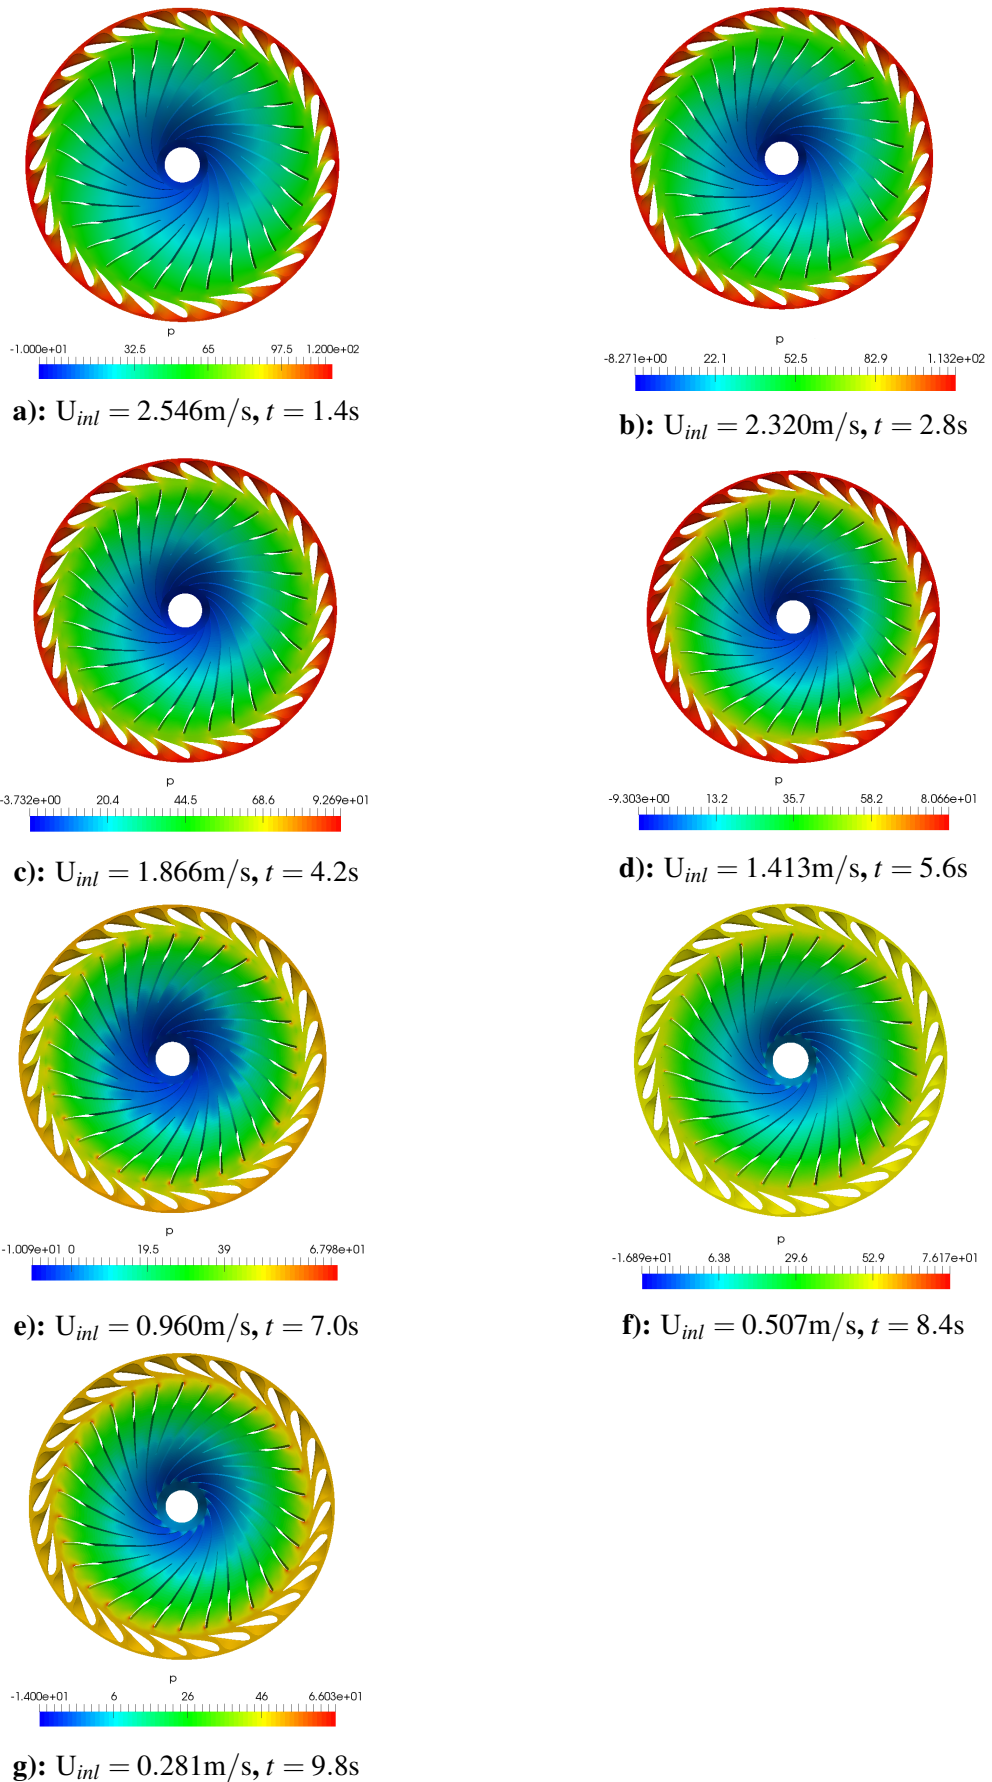 p
-1.000e+01 32.5 65 97.5 1.200e+02
a): U_inl = 2.546m/s, t = 1.4s
p
-8.271e+00 22.1 52.5 82.9 1.132e+02
b): U_inl = 2.320m/s, t = 2.8s
p
-3.732e+00 20.4 44.5 68.6 9.269e+01
c): U_inl = 1.866m/s, t = 4.2s
p
-9.303e+00 13.2 35.7 58.2 8.066e+01
d): U_inl = 1.413m/s, t = 5.6s
p
-1.009e+01 0 19.5 39 6.798e+01
e): U_inl = 0.960m/s, t = 7.0s
p
-1.689e+01 6.38 29.6 52.9 7.617e+01
f): U_inl = 0.507m/s, t = 8.4s
p
-1.400e+01 6 26 46 6.603e+01
g): U_inl = 0.281m/s, t = 9.8s